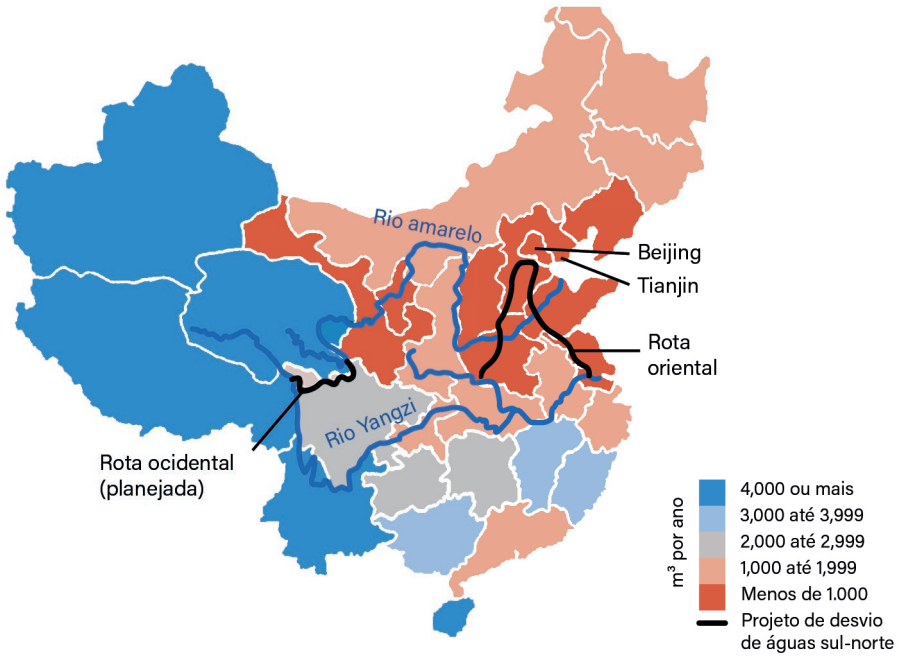 Rio amarelo
Beijing
Tianjin
Rota
oriental
Rio Yangzi
Rota ocidental
(planejada)
m³ por ano
4,000 ou mais
3,000 até 3,999
2,000 até 2,999
1,000 até 1,999
Menos de 1.000
Projeto de desvio
de águas sul-norte